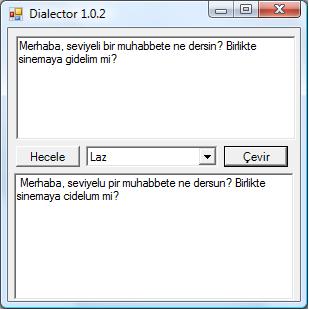 Dialector 1.0.2
Merhaba, seviyeli bir muhabbete ne dersin? Birlikte
sinemaya gidelim mi?
Hecele
Laz
Çevir
Merhaba, seviyelu pir muhabbete ne dersun? Birlikte
sinemaya cidelum mi?